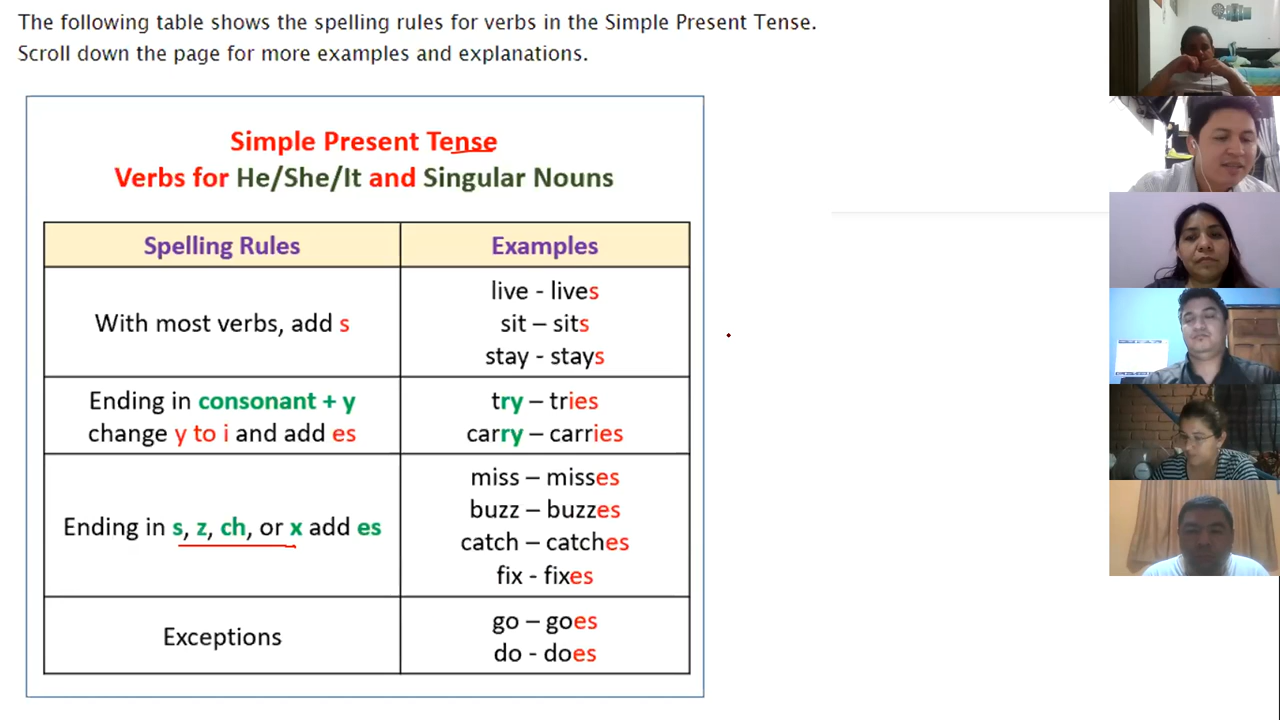 The following table shows the spelling rules for verbs in the Simple Present Tense.
Scroll down the page for more examples and explanations.
Simple Present Tense
Verbs for He/She/It and Singular Nouns
Spelling Rules
Examples
With most verbs, add s
live - lives
sit – sits
stay - stays
Ending in consonant + y
change y to i and add es
try – tries
carry – carries
Ending in s, z, ch, or x add es
miss – misses
buzz – buzzes
catch – catches
fix - fixes
Exceptions
go – goes
do - does